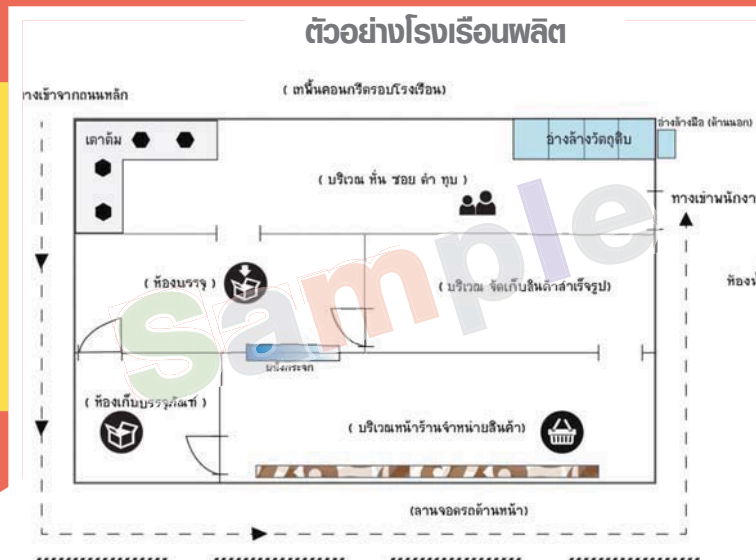 ตัวอย่างโรงเรือนผลิต
ทางเข้าจากถนนหลัก
( เทพื้นคอนกรีตรอบโรงเรือน)
เตาต้ม
อ่างล้างวัตถุดิบ
อ่างล้างมือ (ด้านนอก)
( บริเวณ หั่น ซอย ตำ ทุบ )
ทางเข้าพนักงา
( ห้องบรรจุ )
( บริเวณ จัดเก็บสินค้าสำเร็จรูป)
Sample
ผนังกระจก
( ห้องเก็บบรรจุภัณฑ์ )
( บริเวณหน้าร้านจำหน่ายสินค้า)
(ลานจอดรถด้านหน้า)